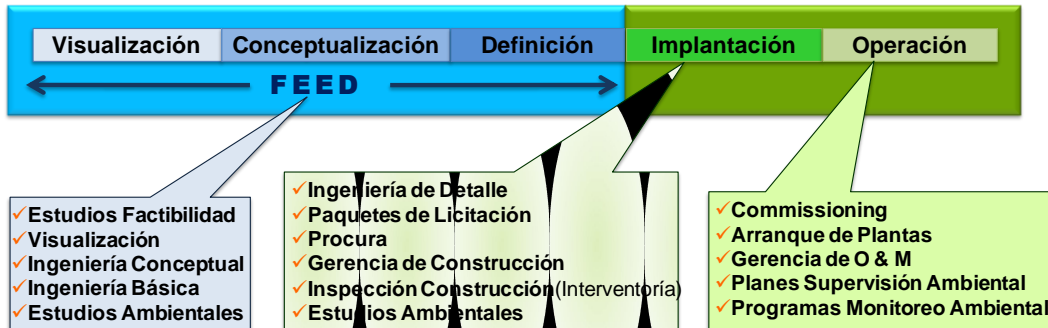 Visualización Conceptualización Definición Implantación Operación
FEED
Estudios Factibilidad
Visualización
Ingeniería Conceptual
Ingeniería Básica
Estudios Ambientales
Ingeniería de Detalle
Paquetes de Licitación
Procura
Gerencia de Construcción
Inspección Construcción(Interventoría)
Estudios Ambientales
Commissioning
Arranque de Plantas
Gerencia de O & M
Planes Supervisión Ambiental
Programas Monitoreo Ambiental